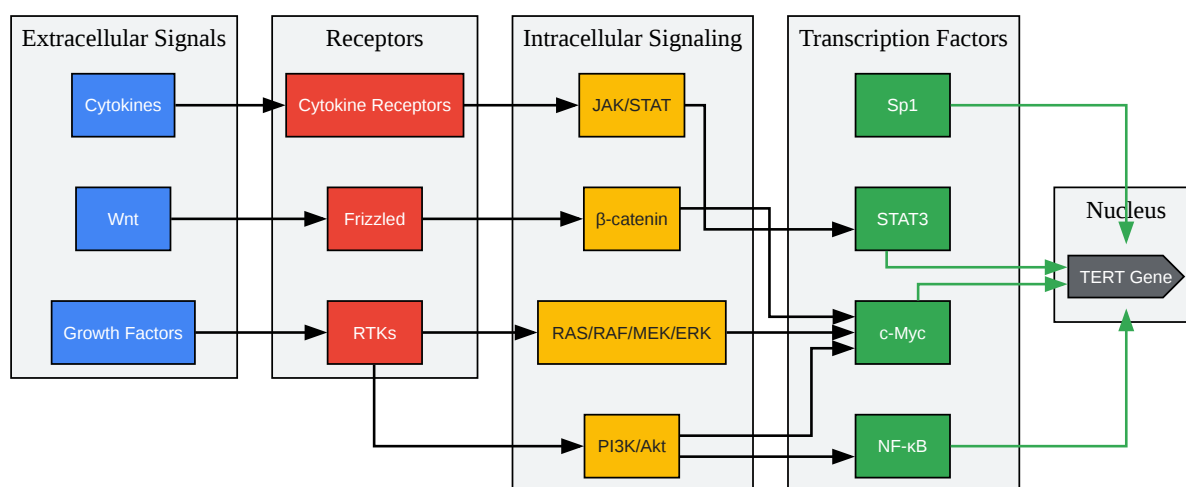 Extracellular Signals
Receptors
Intracellular Signaling
Transcription Factors
Cytokines
Cytokine Receptors
JAK/STAT
Sp1
Wnt
Frizzled
β-catenin
STAT3
Nucleus
TERT Gene
Growth Factors
RTKs
RAS/RAF/MEK/ERK
c-Myc
PI3K/Akt
NF-κB